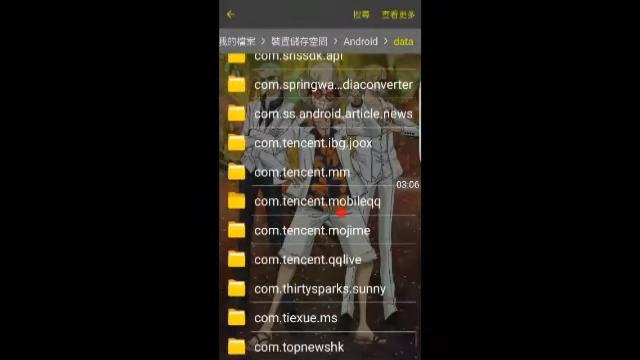 搜尋 查看更多
我的檔案 > 裝置儲存空間 > Android > data
com.snssdk.api
com.springwa...diaconverter
com.ss.android.article.news
com.tencent.ibg.joox
com.tencent.mm
03:06
com.tencent.mobileqq
com.tencent.mojime
com.tencent.qqlive
com.thirtysparks.sunny
com.tiexue.ms
com.topnewshk